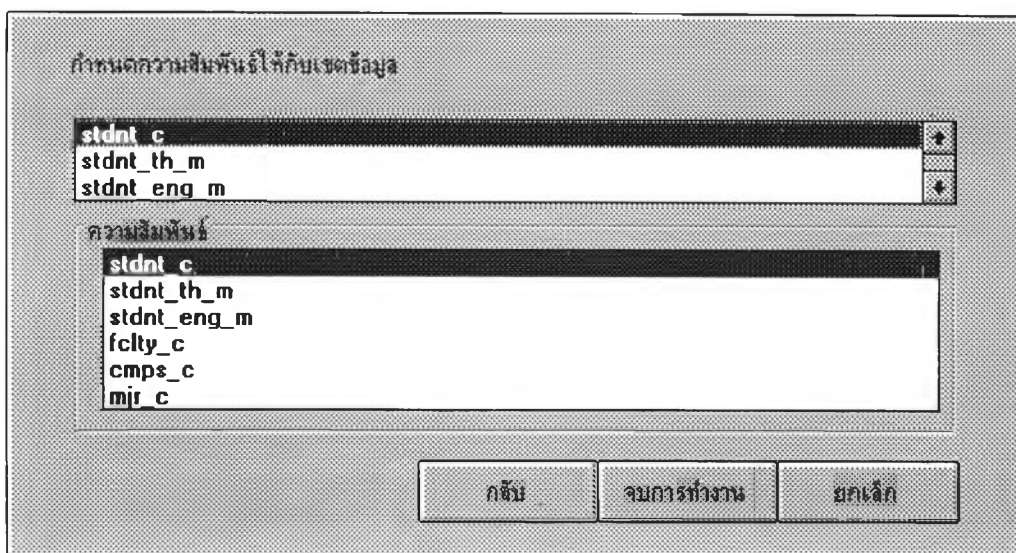 กำหนดความสัมพันธ์ให้กับเซตข้อมูล
stdnt_c
stdnt_th_m
stdnt_eng_m
ความสัมพันธ์
stdnt_c
stdnt_th_m
stdnt_eng_m
fclty_c
cmps_c
mjr_c
กลับ จบการทำงาน ยกเลิก